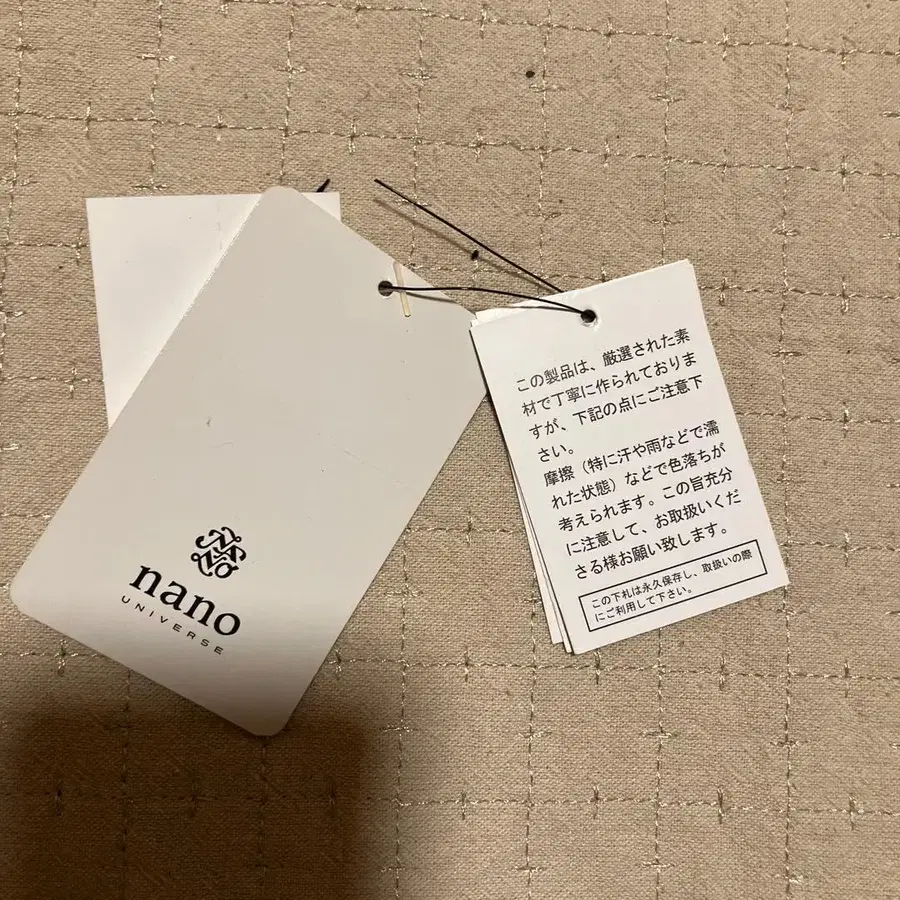 nano
UNIVERSE
この製品は、厳選された素
材で丁寧に作られておりま
すが、下記の点にご注意下
さい。
摩擦（特に汗や雨などで濡
れた状態）などで色落ちが
考えられます。この旨充分
に注意して、お取扱いくだ
さる様お願い致します。
この下札は永久保存し、取扱いの際
にご利用して下さい。